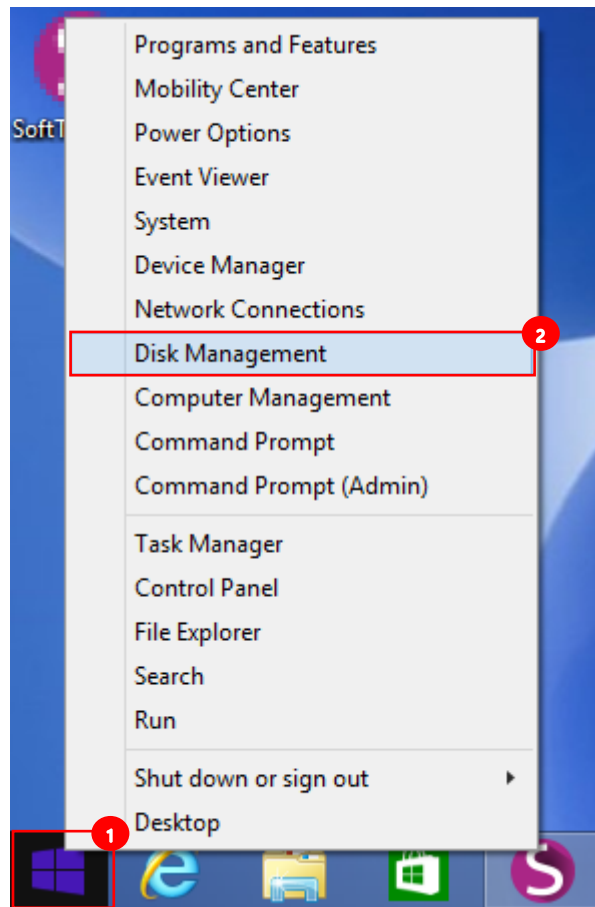 Programs and Features
Mobility Center
SoftT
Power Options
Event Viewer
System
Device Manager
Network Connections
2
Disk Management
Computer Management
Command Prompt
Command Prompt (Admin)
Task Manager
Control Panel
File Explorer
Search
Run
Shut down or sign out
1
Desktop
S